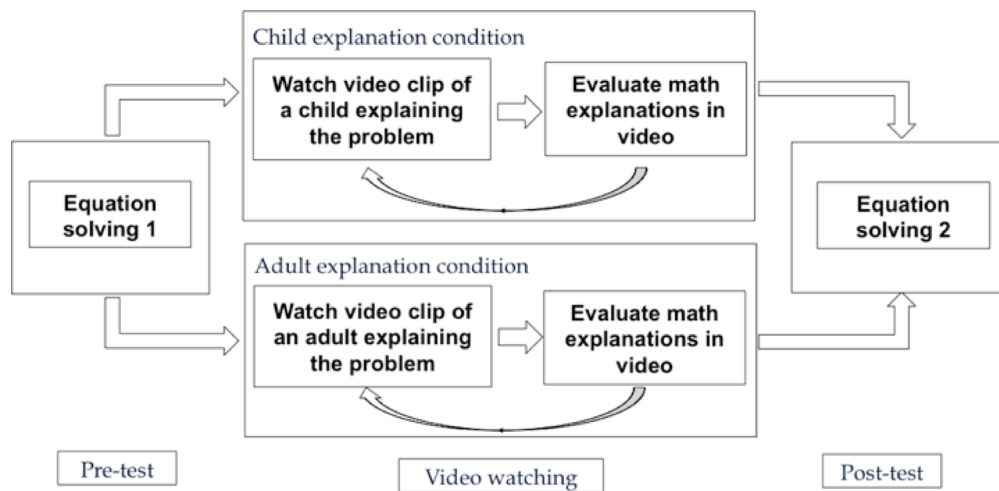 Child explanation condition
Watch video clip of
a child explaining
the problem
Evaluate math
explanations in
video
Equation
solving 1
Equation
solving 2
Adult explanation condition
Watch video clip of
an adult explaining
the problem
Evaluate math
explanations in
video
Pre-test
Video watching
Post-test